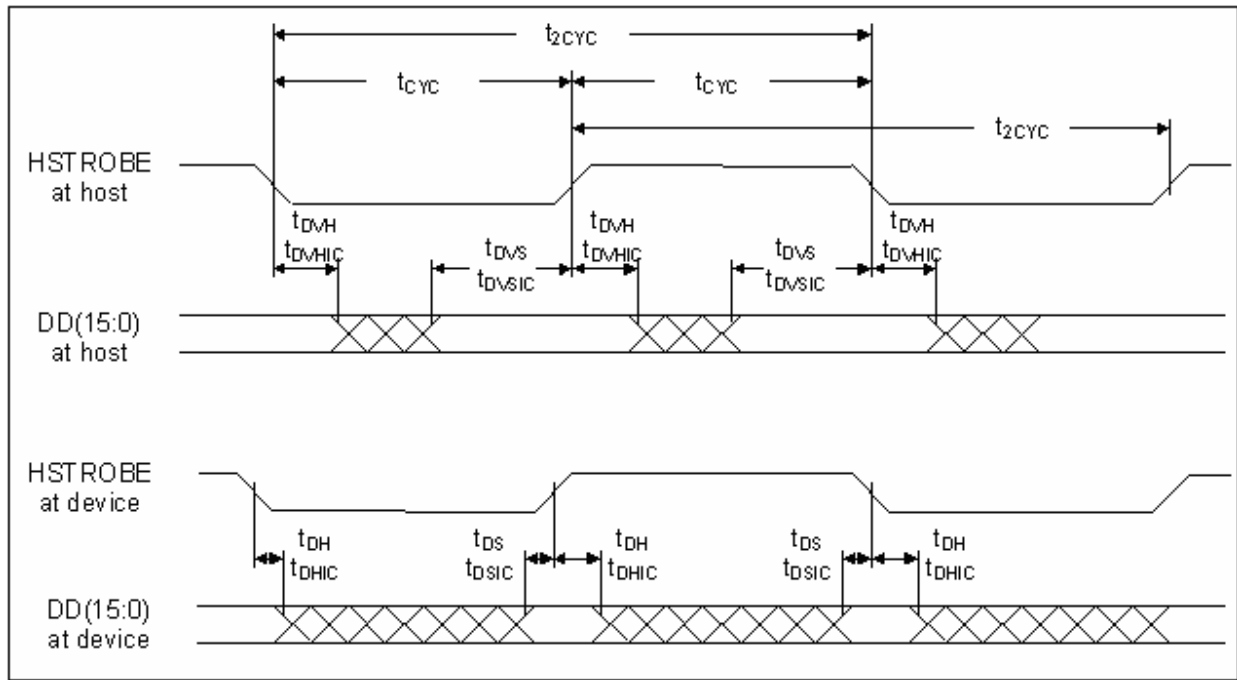 t2CYC
tCYC tCYC
t2CYC
HSTROBE
at host
tDVH tDVH tDVH
tDVHIC tDVS tDVHIC tDVS tDVHIC
tDVSIC tDVSIC
DD(15:0)
at host
HSTROBE
at device
tDH tDS tDH tDS tDH
tDHIC tDSIC tDHIC tDSIC tDHIC
DD(15:0)
at device